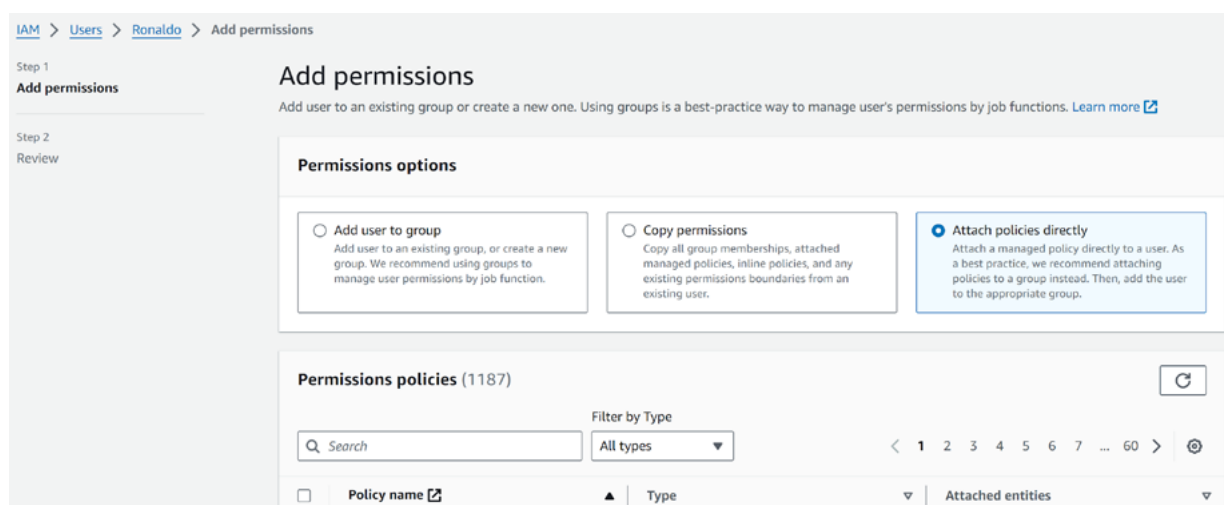 IAM > Users > Ronaldo > Add permissions
Step 1
Add permissions
Step 2
Review
Add permissions
Add user to an existing group or create a new one. Using groups is a best-practice way to manage user's permissions by job functions. Learn more
Permissions options
Add user to group
Add user to an existing group, or create a new
group. We recommend using groups to
manage user permissions by job function.
Copy permissions
Copy all group memberships, attached
managed policies, inline policies, and any
existing permissions boundaries from an
existing user.
Attach policies directly
Attach a managed policy directly to a user. As
a best practice, we recommend attaching
policies to a group instead. Then, add the user
to the appropriate group.
Permissions policies (1187)
Filter by Type
Search
All types
< 1 2 3 4 5 6 7 ... 60 >
Policy name
Type
Attached entities